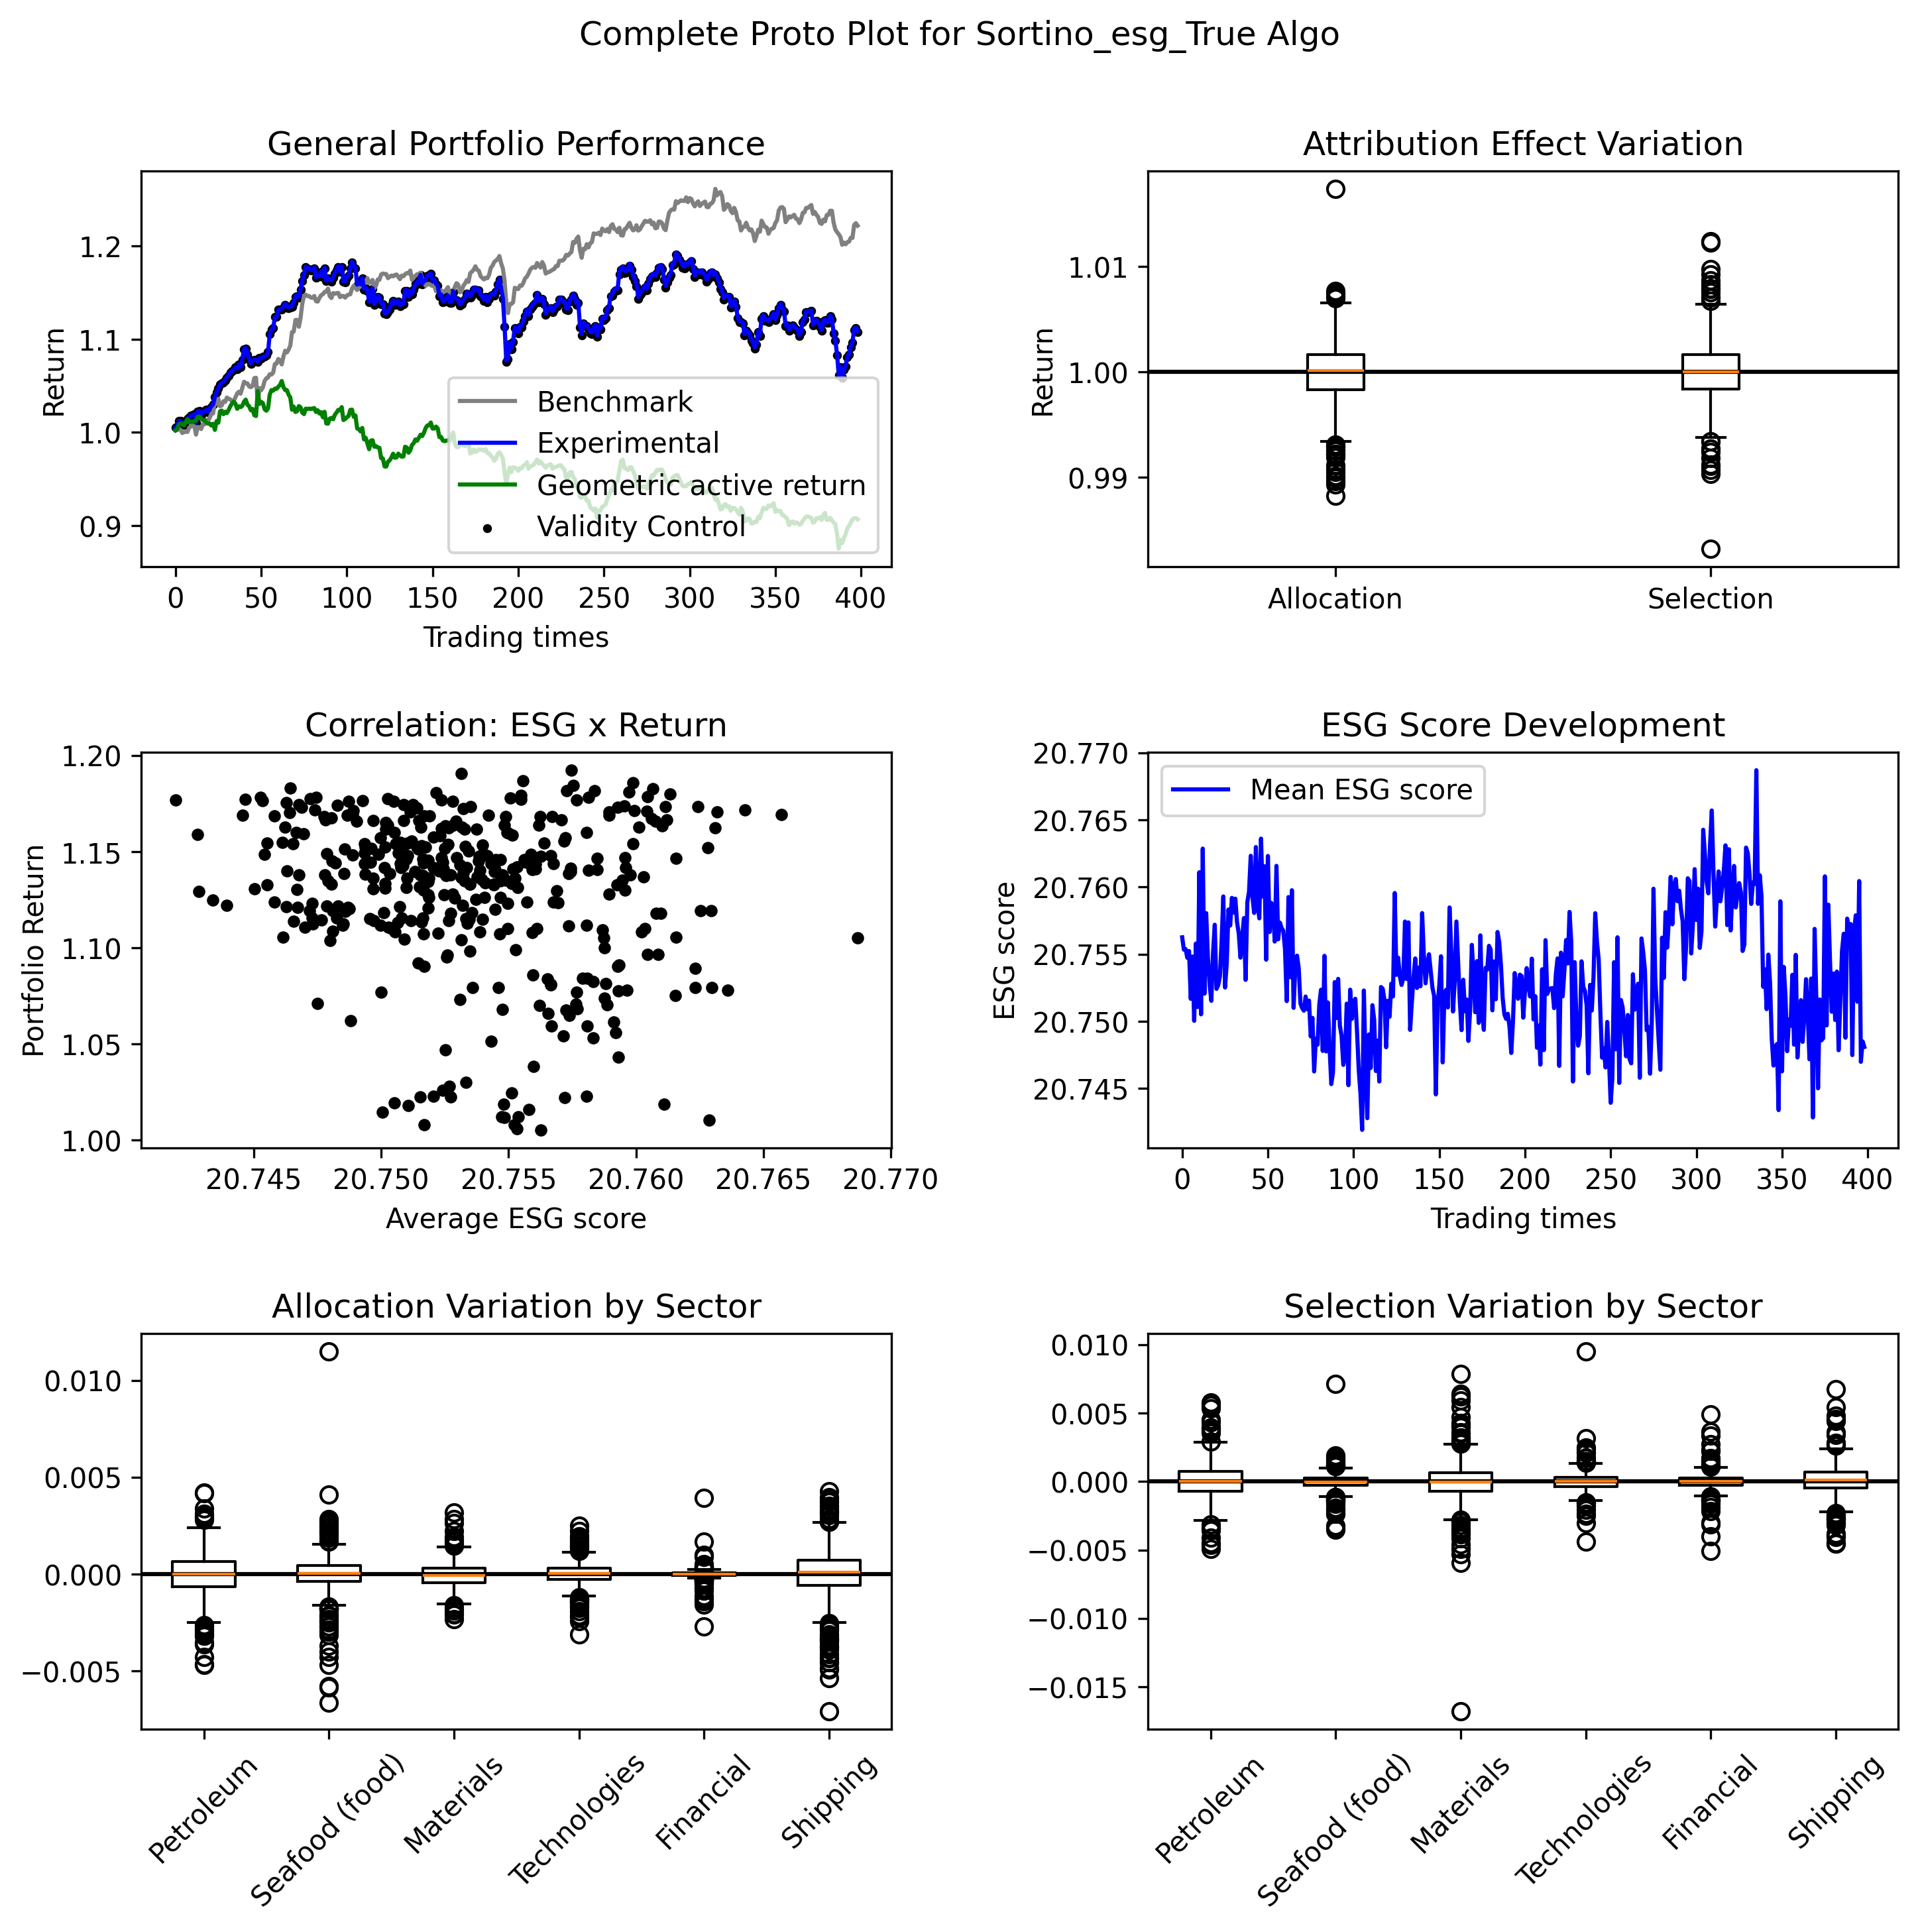 Complete Proto Plot for Sortino_esg_True Algo
General Portfolio Performance
Return
1.2
1.1
1.0
0.9
Benchmark
Experimental
Geometric active return
Validity Control
0 50 100 150 200 250 300 350 400
Trading times
Attribution Effect Variation
Return
1.01
1.00
0.99
Allocation Selection
Correlation: ESG x Return
Portfolio Return
1.20
1.15
1.10
1.05
1.00
20.745 20.750 20.755 20.760 20.765 20.770
Average ESG score
ESG Score Development
ESG score
20.770
20.765
20.760
20.755
20.750
20.745
Mean ESG score
0 50 100 150 200 250 300 350 400
Trading times
Allocation Variation by Sector
0.010
0.005
0.000
−0.005
Petroleum
Seafood (food)
Materials
Technologies
Financial
Shipping
Selection Variation by Sector
0.010
0.005
0.000
−0.005
−0.010
−0.015
Petroleum
Seafood (food)
Materials
Technologies
Financial
Shipping